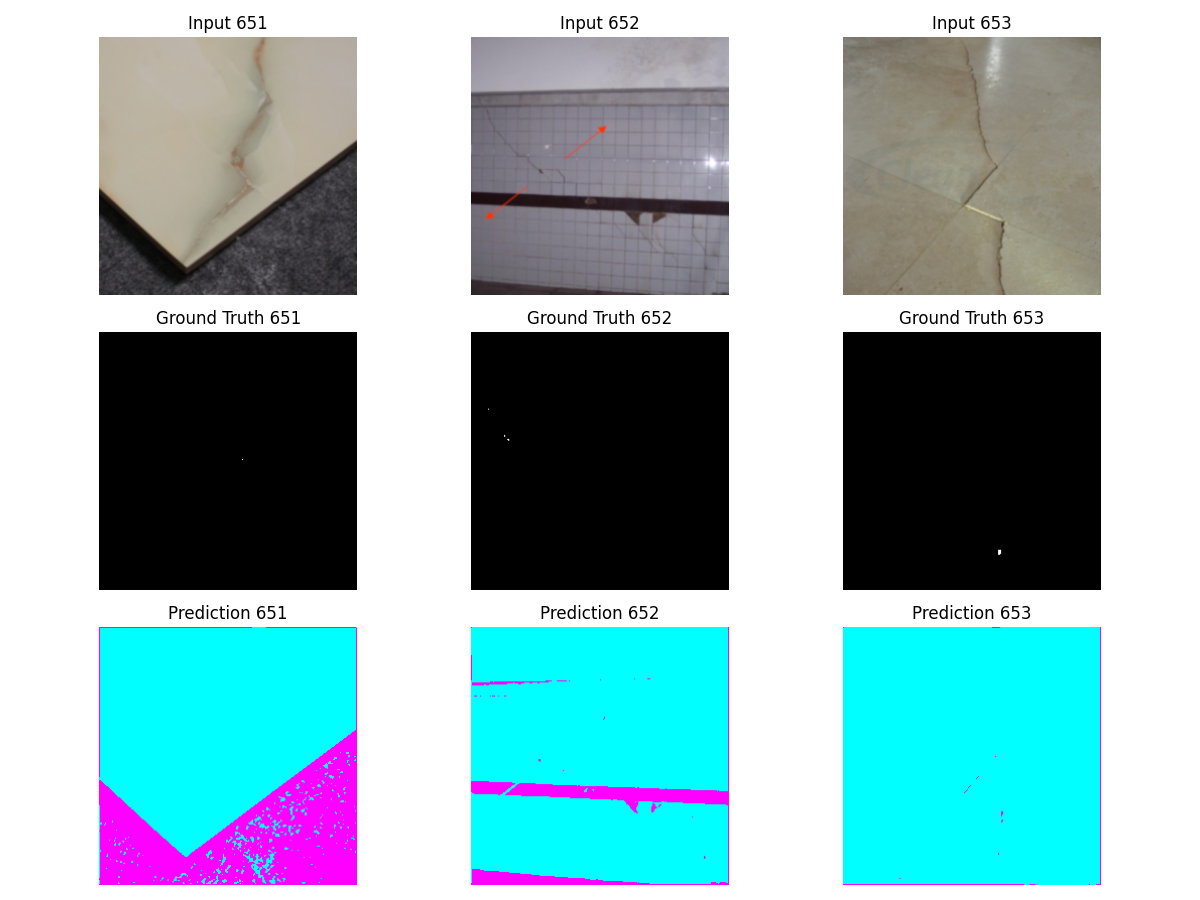 Input 651
Input 652
Input 653
Ground Truth 651
Ground Truth 652
Ground Truth 653
Prediction 651
Prediction 652
Prediction 653